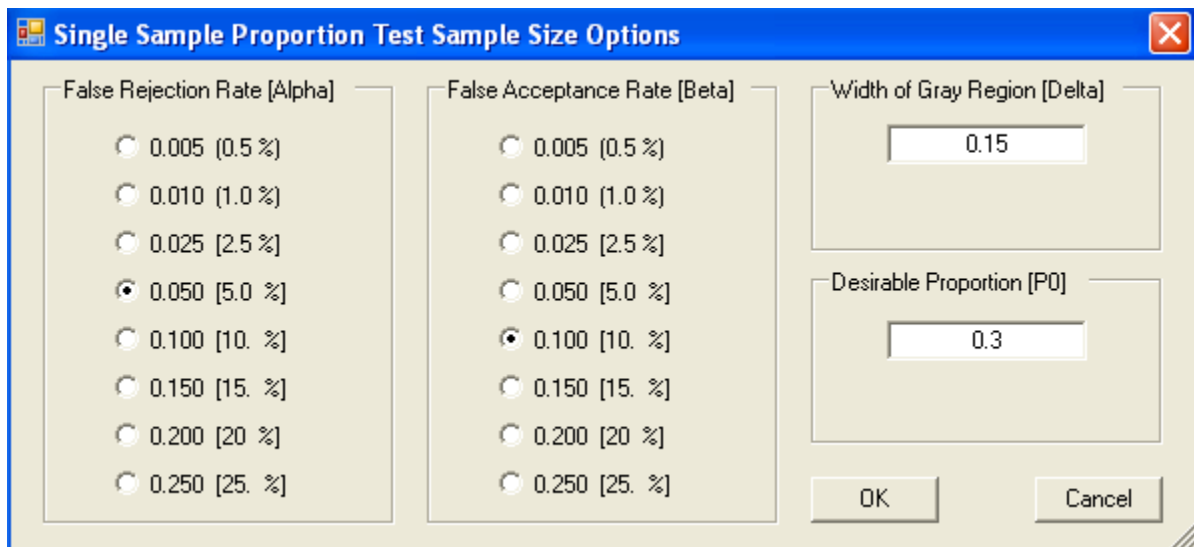 Single Sample Proportion Test Sample Size Options
False Rejection Rate [Alpha]
0.005 (0.5 %)
0.010 (1.0 %)
0.025 [2.5 %]
0.050 [5.0 %]
0.100 [10. %]
0.150 [15. %]
0.200 [20 %]
0.250 [25. %]
False Acceptance Rate [Beta]
0.005 (0.5 %)
0.010 (1.0 %)
0.025 [2.5 %]
0.050 [5.0 %]
0.100 [10. %]
0.150 [15. %]
0.200 [20 %]
0.250 [25. %]
Width of Gray Region [Delta]
0.15
Desirable Proportion [P0]
0.3
OK
Cancel